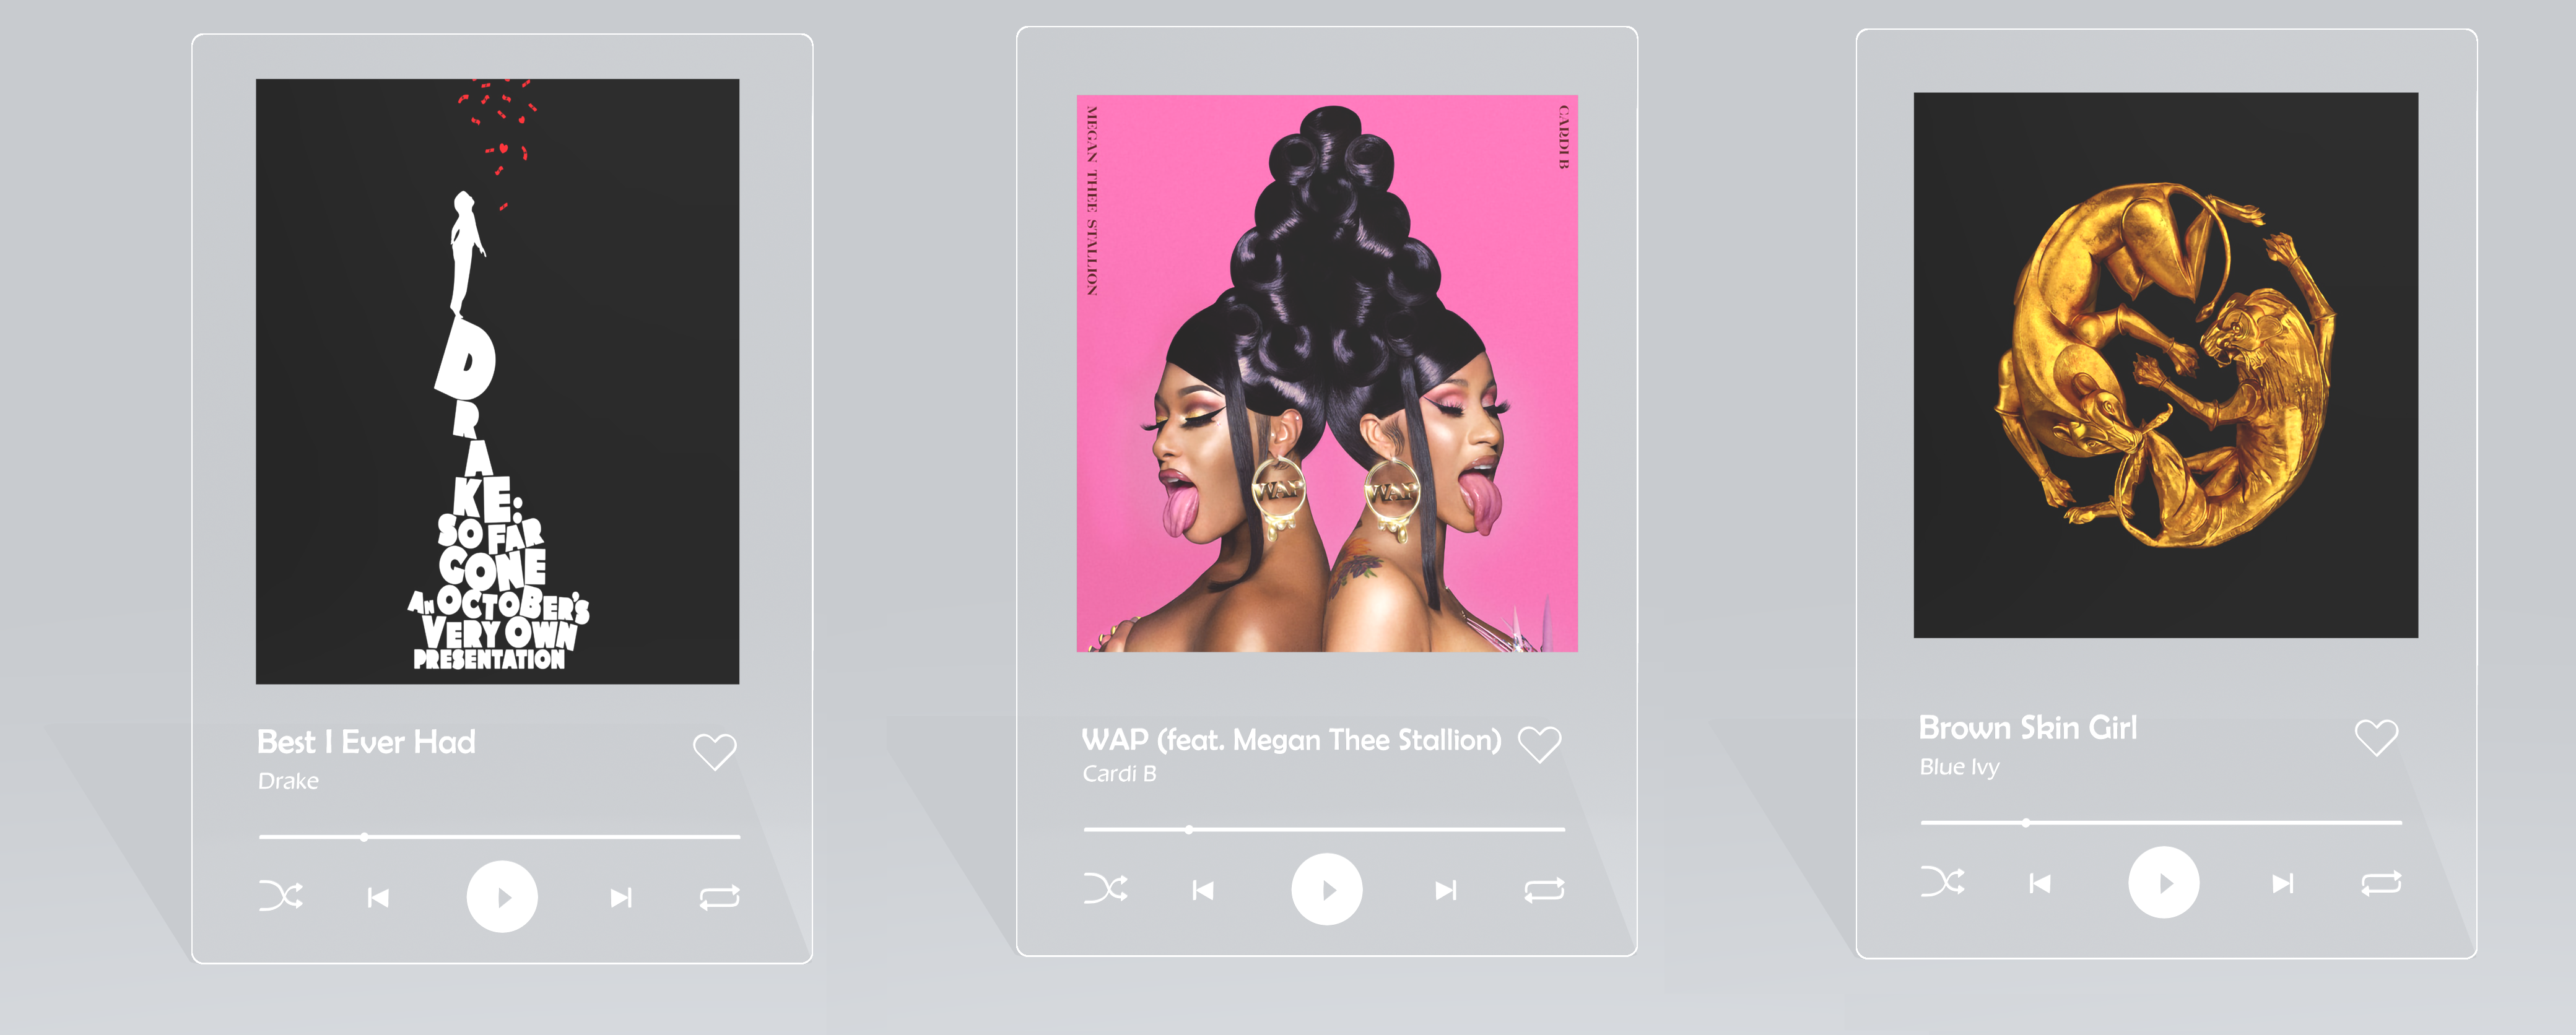 D
R
A
KE:
SO FAR
GONE
AN OCTOBER'S
VERY OWN
PRESENTATION
Best I Ever Had
Drake
MEGAN THEE STALLION
CARDI B
WAP
WAP
WAP (feat. Megan Thee Stallion)
Cardi B
Brown Skin Girl
Blue Ivy